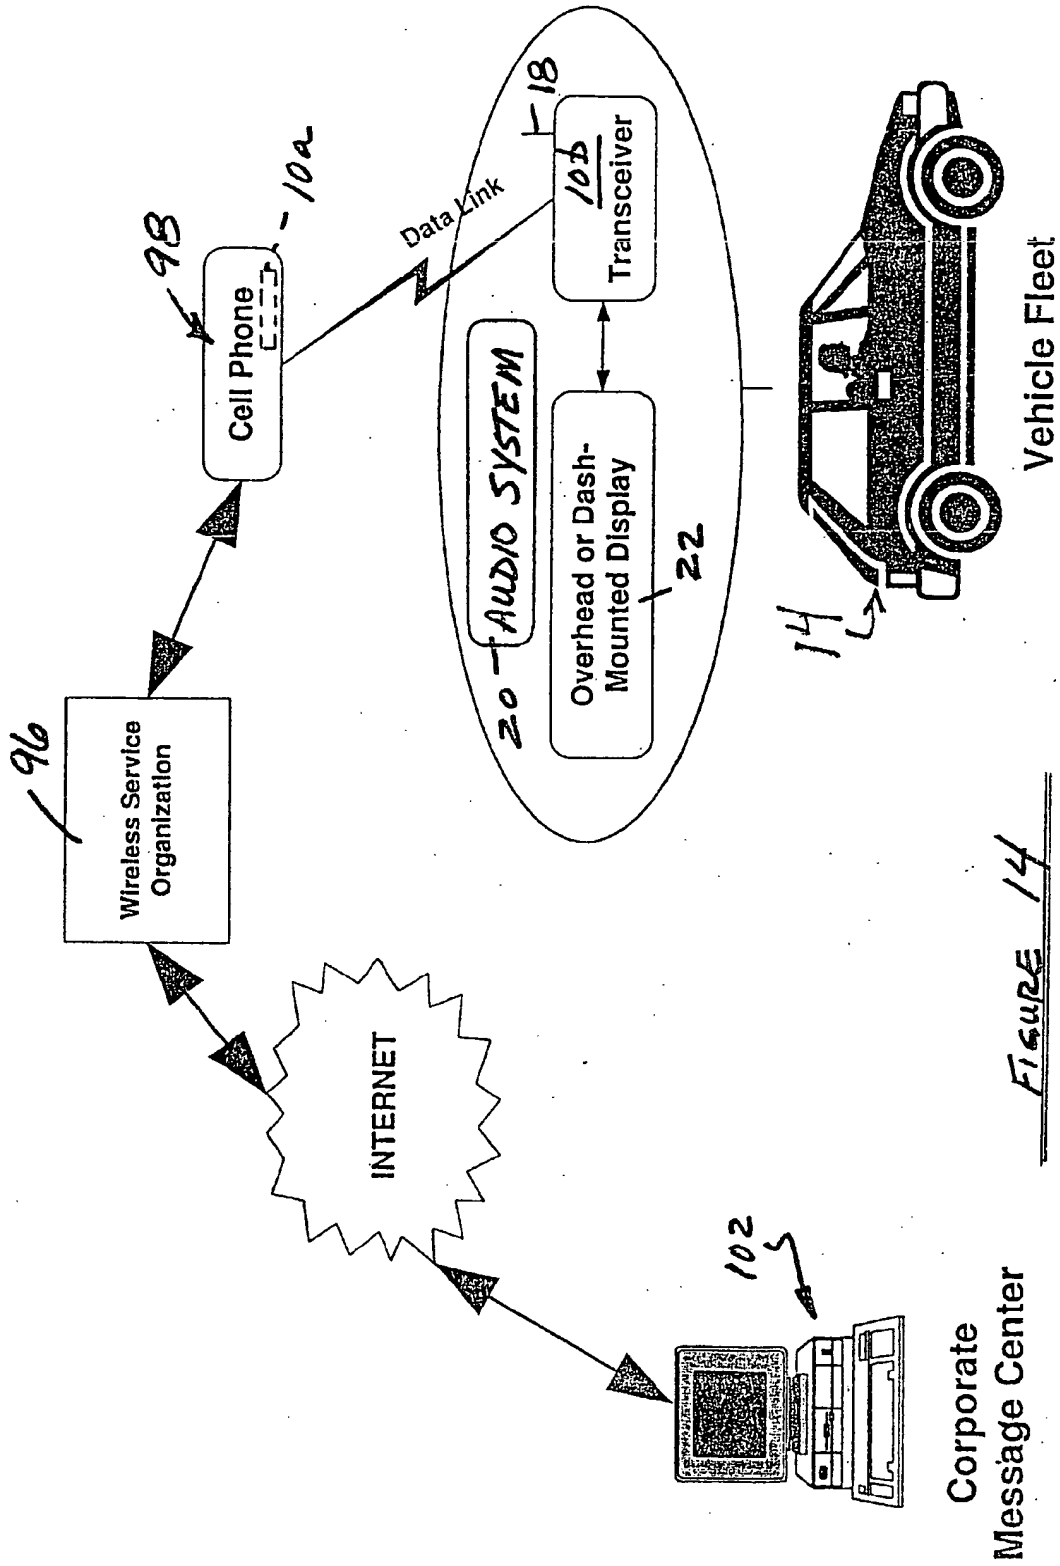 96
Wireless Service
Organization
98
Cell Phone
10a
Data Link
INTERNET
20
AUDIO SYSTEM
18
10b
Transceiver
Overhead or Dash-
Mounted Display
22
102
14
Corporate
Message Center
Vehicle Fleet
FIGURE 14